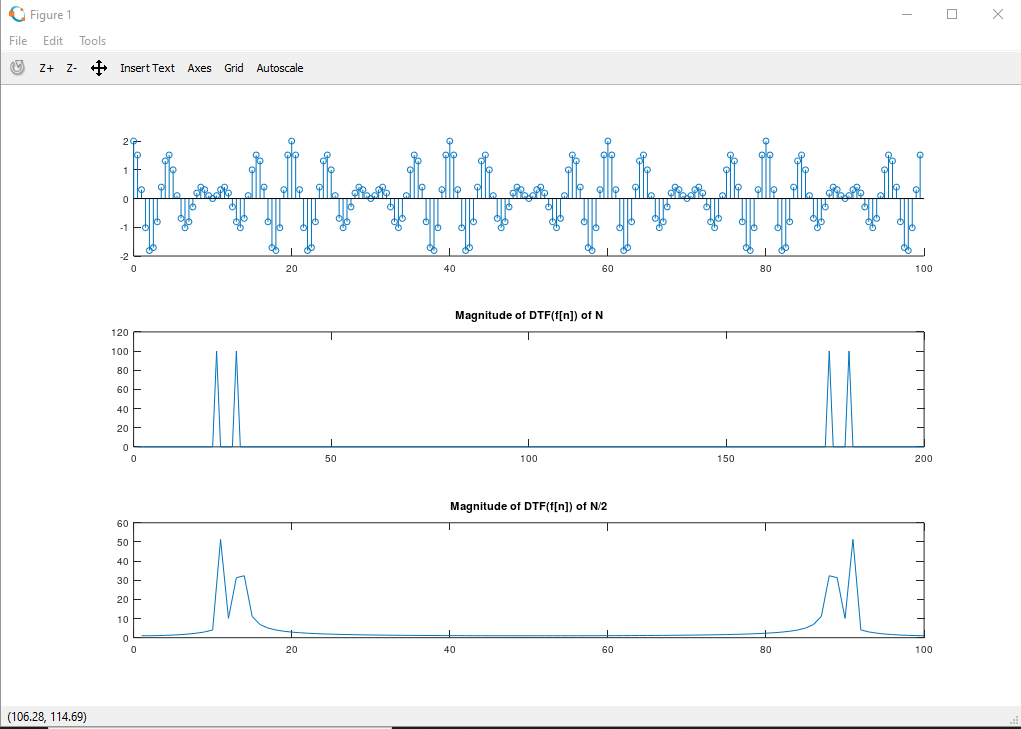 Figure 1
File Edit Tools
Z+ Z- Insert Text Axes Grid Autoscale
2
1
0
-1
-2
0 20 40 60 80 100
Magnitude of DTF(f[n]) of N
120
100
80
60
40
20
0
0 50 100 150 200
Magnitude of DTF(f[n]) of N/2
60
50
40
30
20
10
0
0 20 40 60 80 100
(106.28, 114.69)